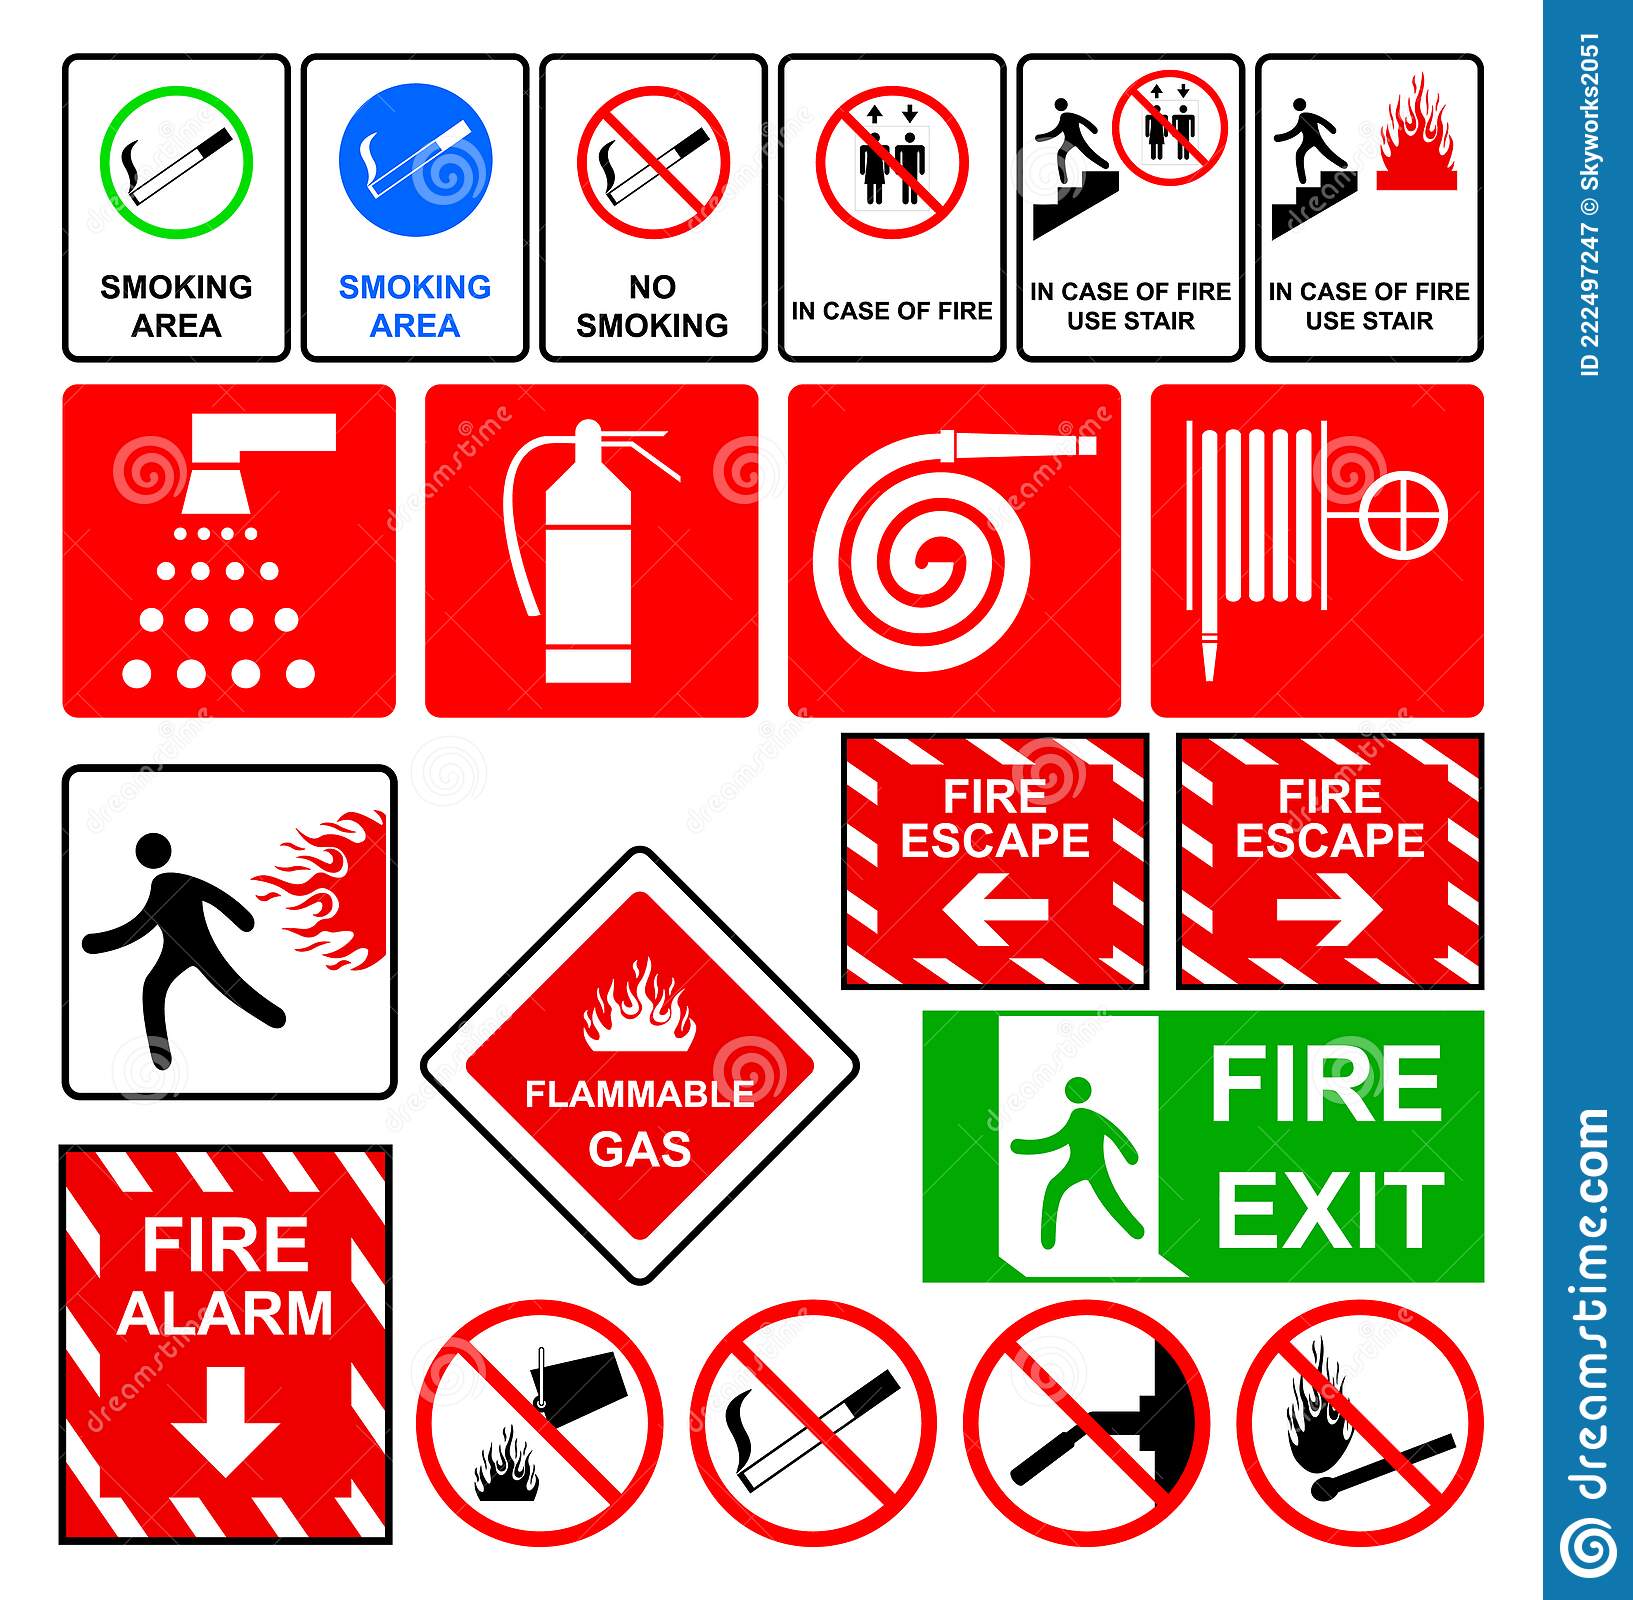 SMOKING
AREA
SMOKING
AREA
NO
SMOKING
IN CASE OF FIRE
IN CASE OF FIRE
USE STAIR
IN CASE OF FIRE
USE STAIR
FIRE
ESCAPE
FIRE
ESCAPE
FLAMMABLE
GAS
FIRE
EXIT
FIRE
ALARM
ID 222497247 © Skyworks2051
dreamstime.com